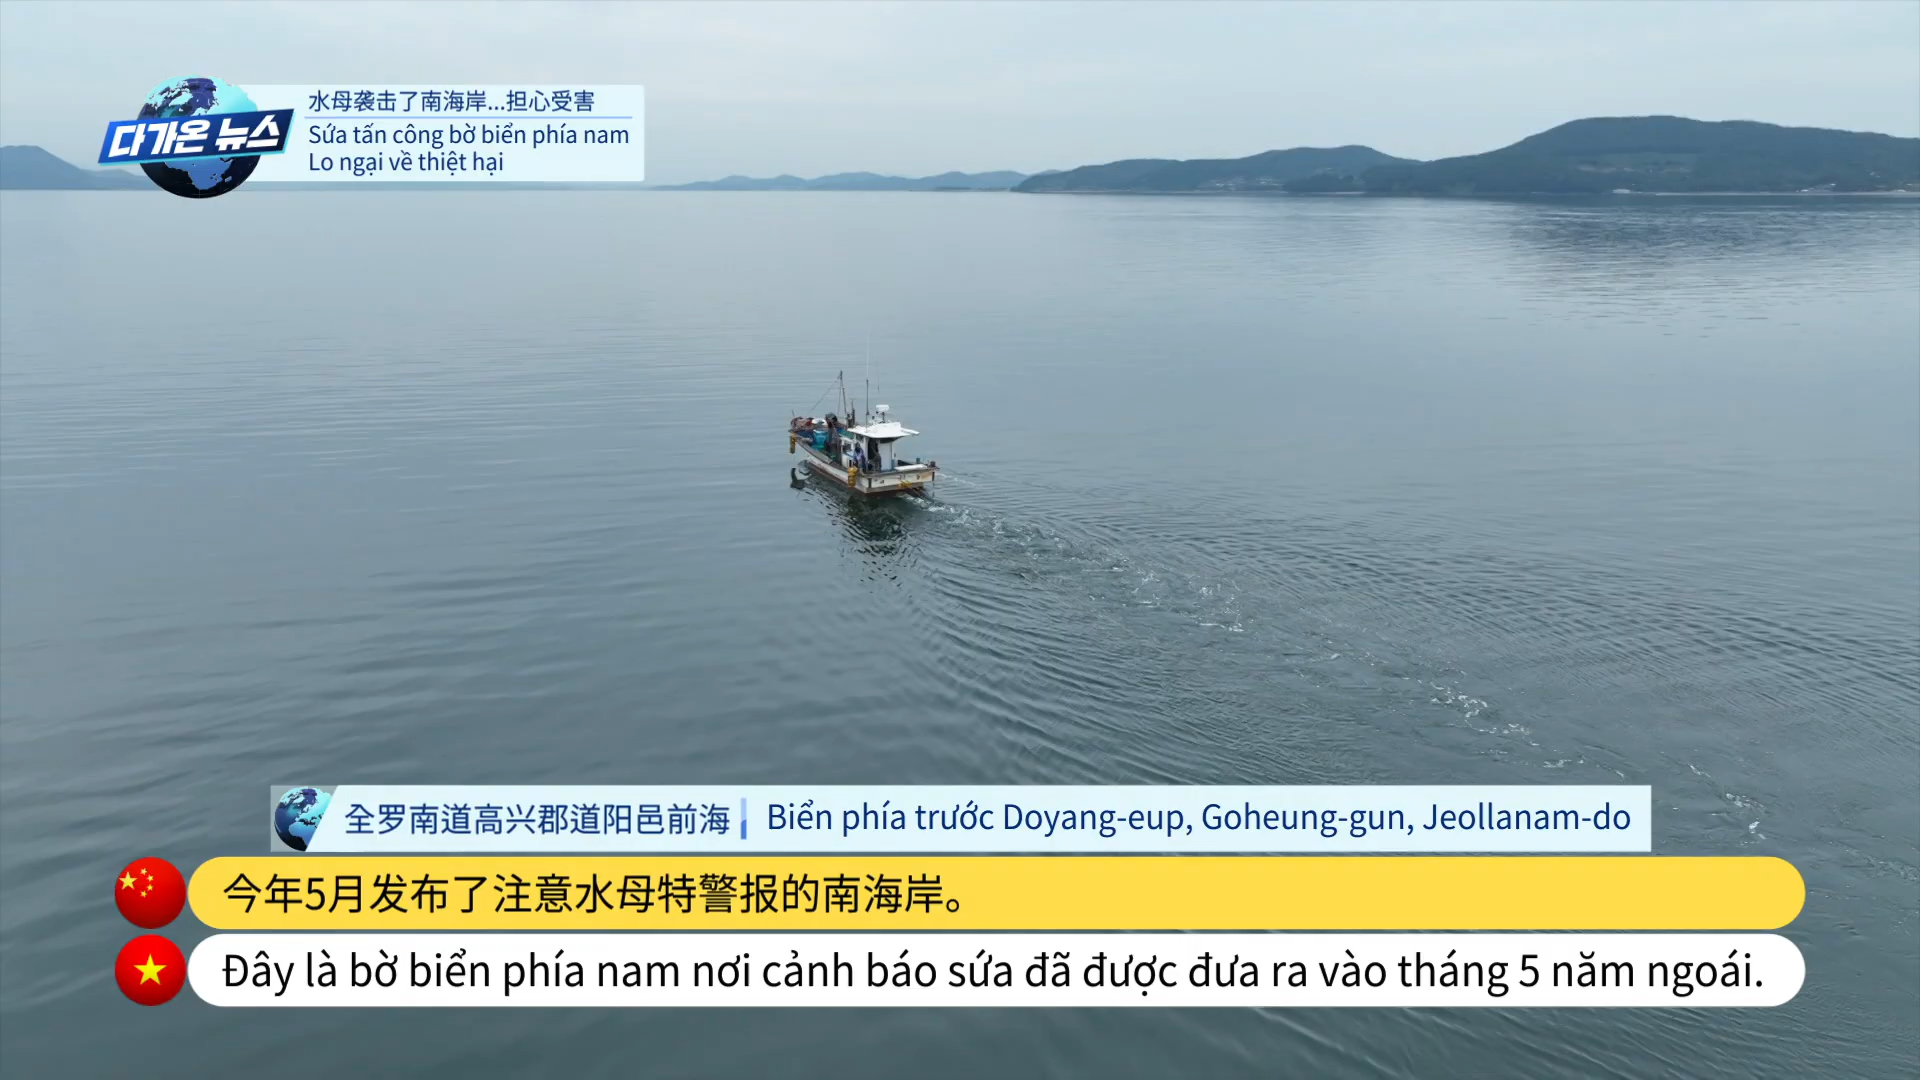 다가온 뉴스
水母袭击了南海岸...担心受害
Sứa tấn công bờ biển phía nam
Lo ngại về thiệt hại
全罗南道高兴郡道阳邑前海
Biển phía trước Doyang-eup, Goheung-gun, Jeollanam-do
今年5月发布了注意水母特警报的南海岸。
Đây là bờ biển phía nam nơi cảnh báo sứa đã được đưa ra vào tháng 5 năm ngoái.